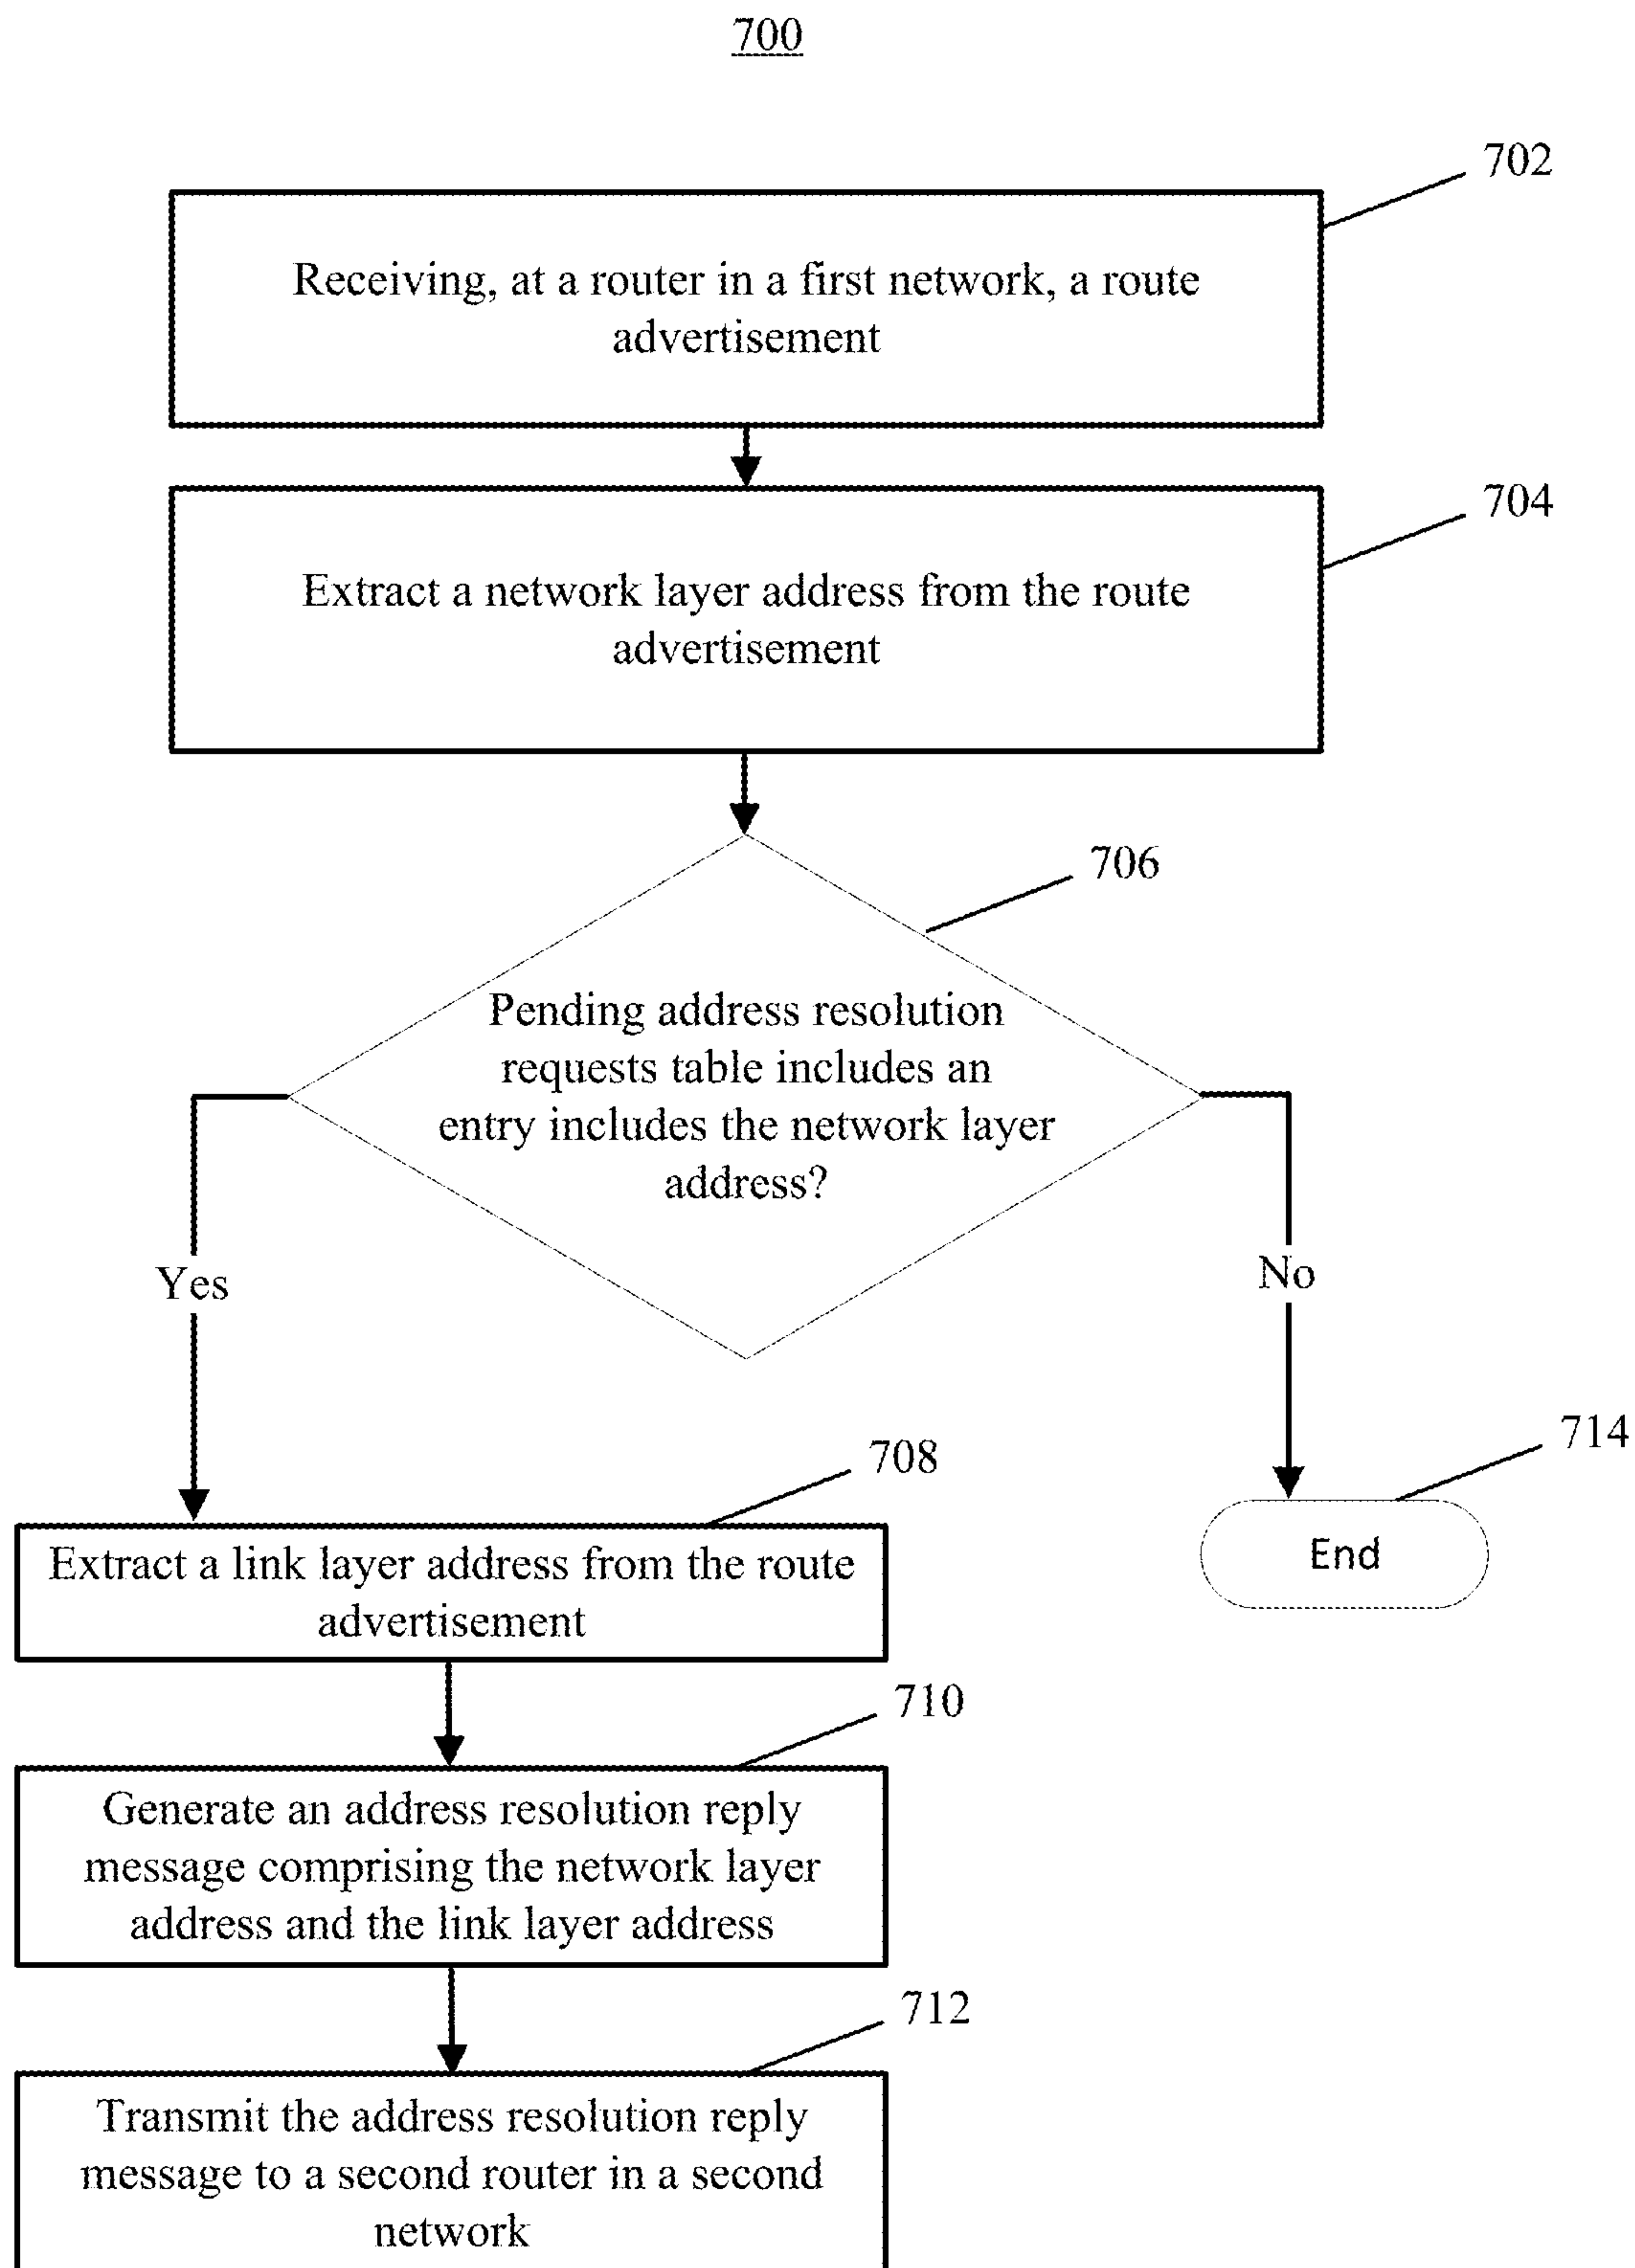 700
702
Receiving, at a router in a first network, a route
advertisement
704
Extract a network layer address from the route
advertisement
706
Pending address resolution
requests table includes an
entry includes the network layer
address?
Yes
No
708
714
Extract a link layer address from the route
advertisement
End
710
Generate an address resolution reply
message comprising the network layer
address and the link layer address
712
Transmit the address resolution reply
message to a second router in a second
network